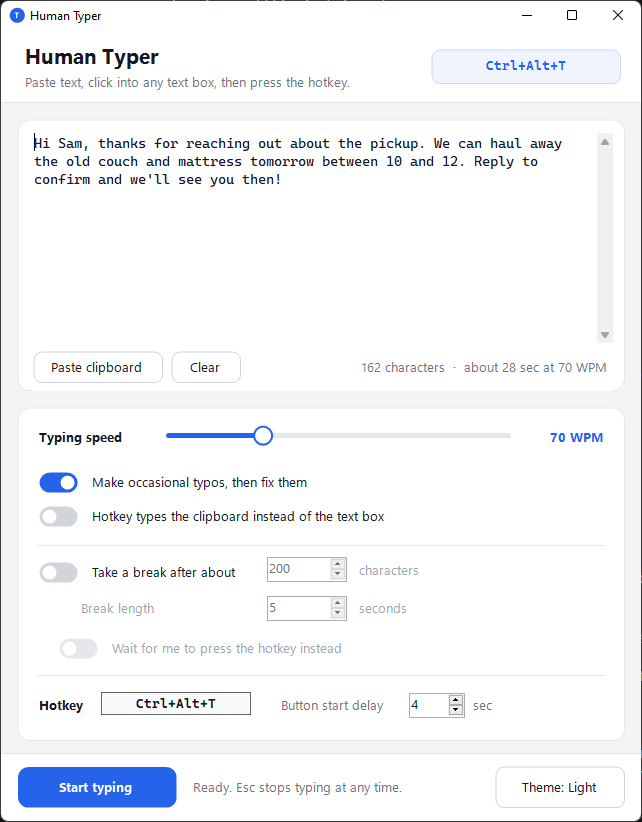 T Human Typer
Human Typer
Paste text, click into any text box, then press the hotkey.
Ctrl+Alt+T
Hi Sam, thanks for reaching out about the pickup. We can haul away
the old couch and mattress tomorrow between 10 and 12. Reply to
confirm and we'll see you then!
Paste clipboard
Clear
162 characters · about 28 sec at 70 WPM
Typing speed
70 WPM
Make occasional typos, then fix them
Hotkey types the clipboard instead of the text box
Take a break after about
200
characters
Break length
5
seconds
Wait for me to press the hotkey instead
Hotkey
Ctrl+Alt+T
Button start delay
4
sec
Start typing
Ready. Esc stops typing at any time.
Theme: Light